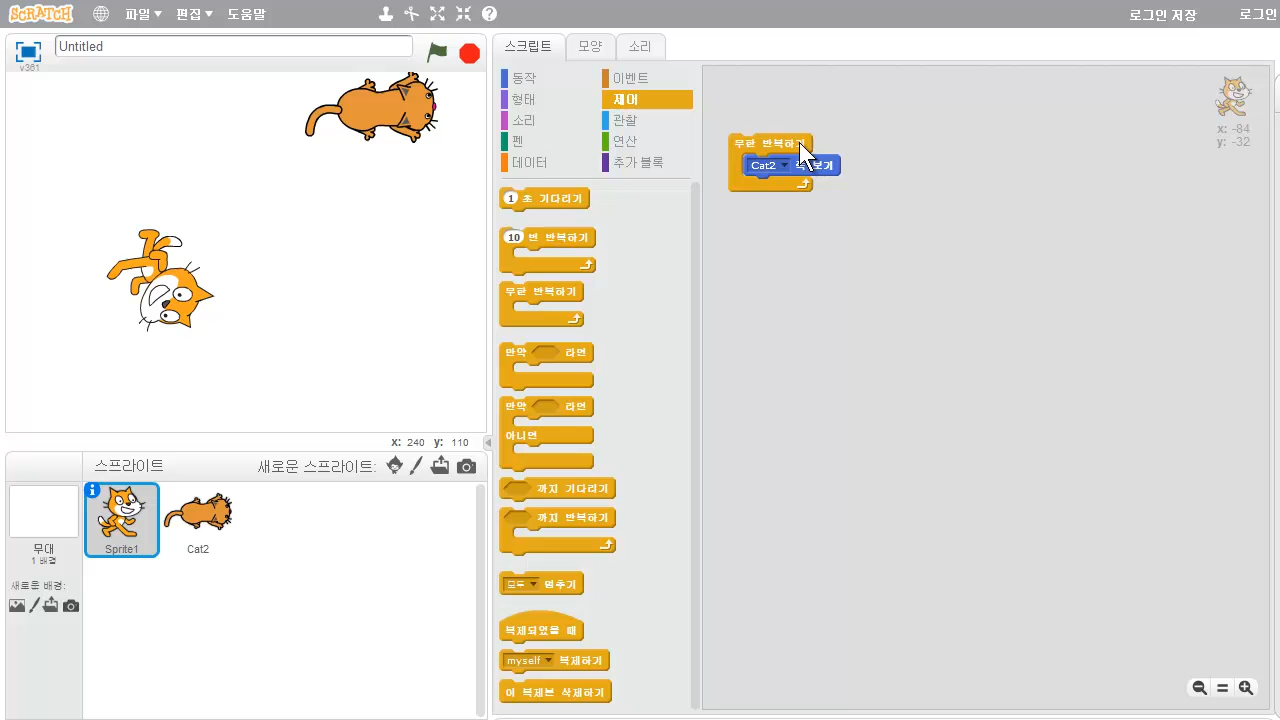 SCRATCH 파일 편집 도움말 로그인 저장 로그인
v361
Untitled
스크립트 모양 소리
동작 이벤트
형태 제어
소리 관찰
펜 연산
데이터 추가 블록
1 초 기다리기
10 번 반복하기
무한 반복하기
만약 라면
만약 라면
아니면
까지 기다리기
까지 반복하기
모두 멈추기
복제되었을 때
myself 복제하기
이 복제본 삭제하기
무한 반복하기
Cat2 보기
x: -84
y: -32
x: 240 y: 110
스프라이트 새로운 스프라이트:
Sprite1
Cat2
무대
1 배경
새로운 배경: